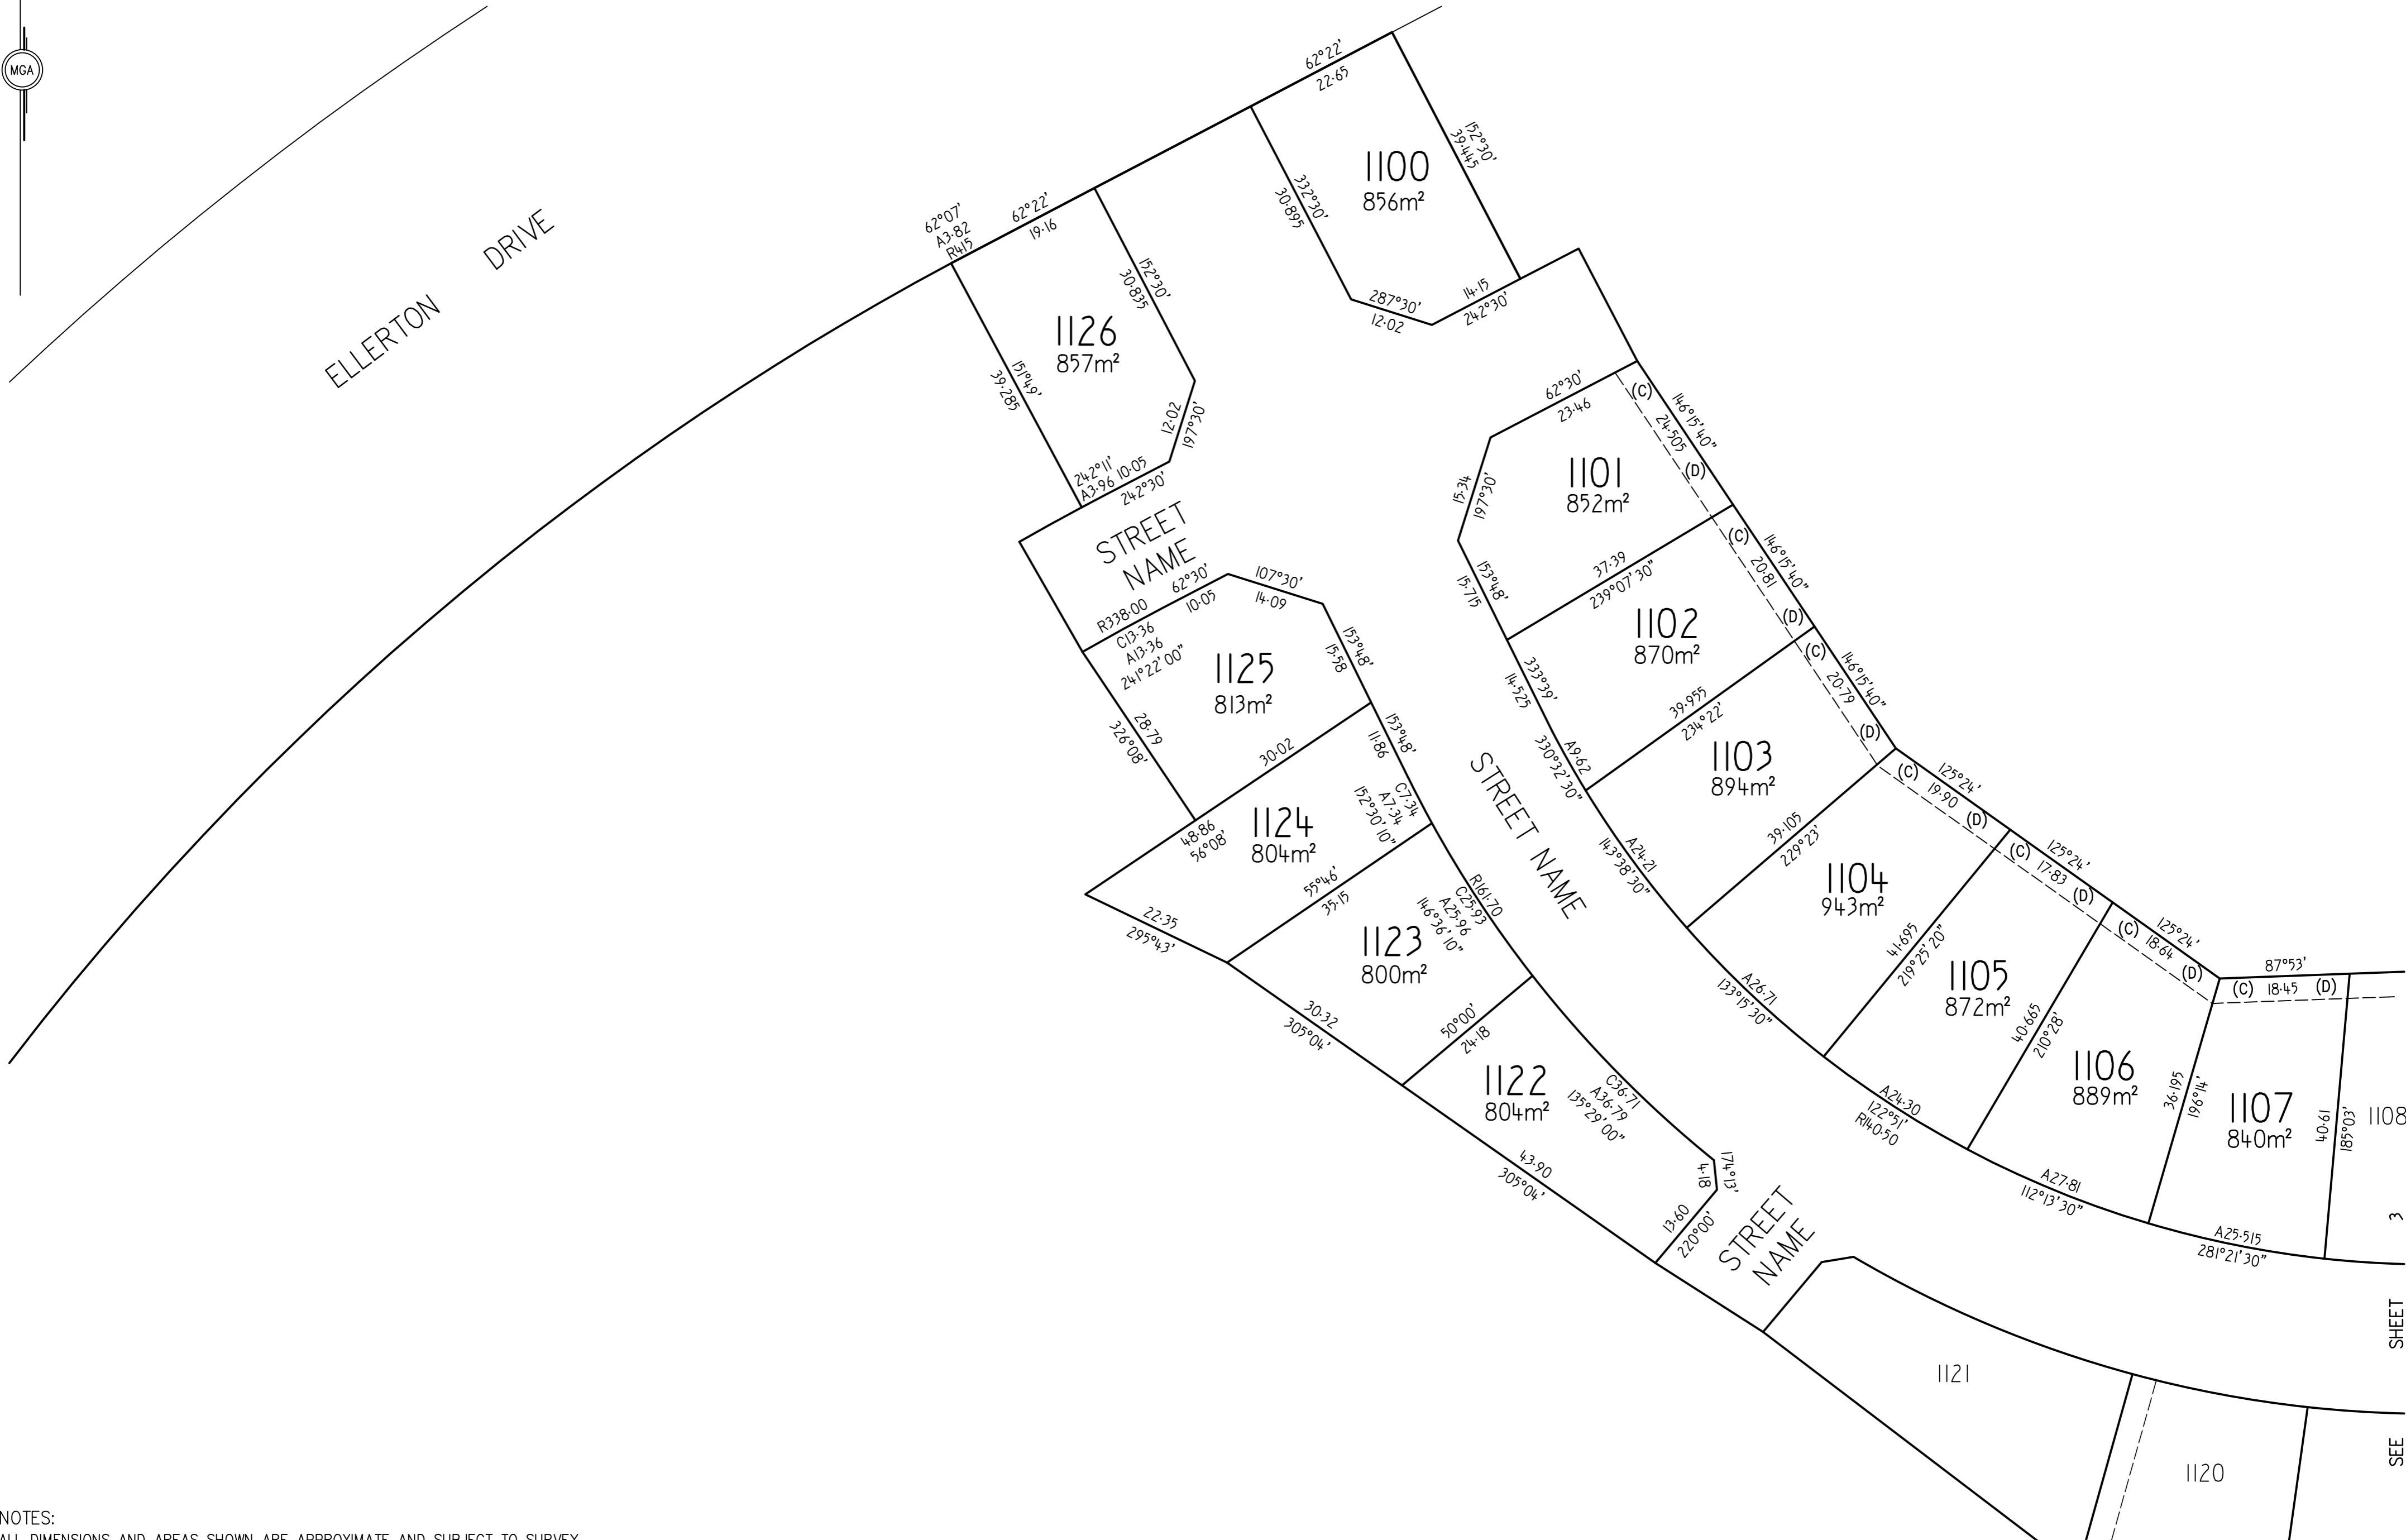 MGA
ELLERTON DRIVE
62°22'
22·65
152°30'
39·445
1100
856m²
332°30'
30·895
287°30'
12·02
14·15
242°30'
62°07'
A3·82
R415
62°22'
19·16
152°30'
30·835
1126
857m²
151°49'
39·285
12·02
197°30'
242°11'
A3·96 10·05
242°30'
STREET
NAME
62°30'
23·46
(C)
146°15'40"
24·505
(D)
1101
852m²
15·34
197°30'
153°48'
15·715
37·39
239°07'30"
(C)
146°15'40"
20·81
(D)
1102
870m²
333°39'
14·525
39·955
234°22'
(C)
146°15'40"
20·79
(D)
R338·00
62°30'
10·05
C13·36
A13·36
241°22'00"
107°30'
14·09
153°48'
15·58
1125
813m²
28·79
326°08'
30·02
153°48'
11·86
C7·34
A7·34
152°30'10"
1124
804m²
48·86
56°08'
22·35
295°43'
55°46'
35·15
STREET NAME
A9·62
330°32'30"
1103
894m²
39·105
229°23'
A24·21
143°38'30"
(C)
125°24'
19·90
(D)
1104
943m²
41·695
219°25'20"
A26·71
133°15'30"
(C)
125°24'
17·83
(D)
1105
872m²
40·665
210°28'
A24·30
122°51'
R140·50
(C)
125°24'
18·64
(D)
1106
889m²
36·195
196°14'
A27·81
112°13'30"
87°53'
(C) 18·45 (D)
1107
840m²
40·61
185°03'
1108
A25·515
281°21'30"
R161·70
C25·93
A25·96
146°36'10"
1123
800m²
30·32
305°04'
50°00'
24·18
1122
804m²
C36·71
A36·79
135°29'00"
43·90
305°04'
174°13'
4·18
13·60
220°00'
STREET
NAME
1121
1120
SEE SHEET 3
NOTES:
ALL DIMENSIONS AND AREAS SHOWN ARE APPROXIMATE AND SUBJECT TO SURVEY